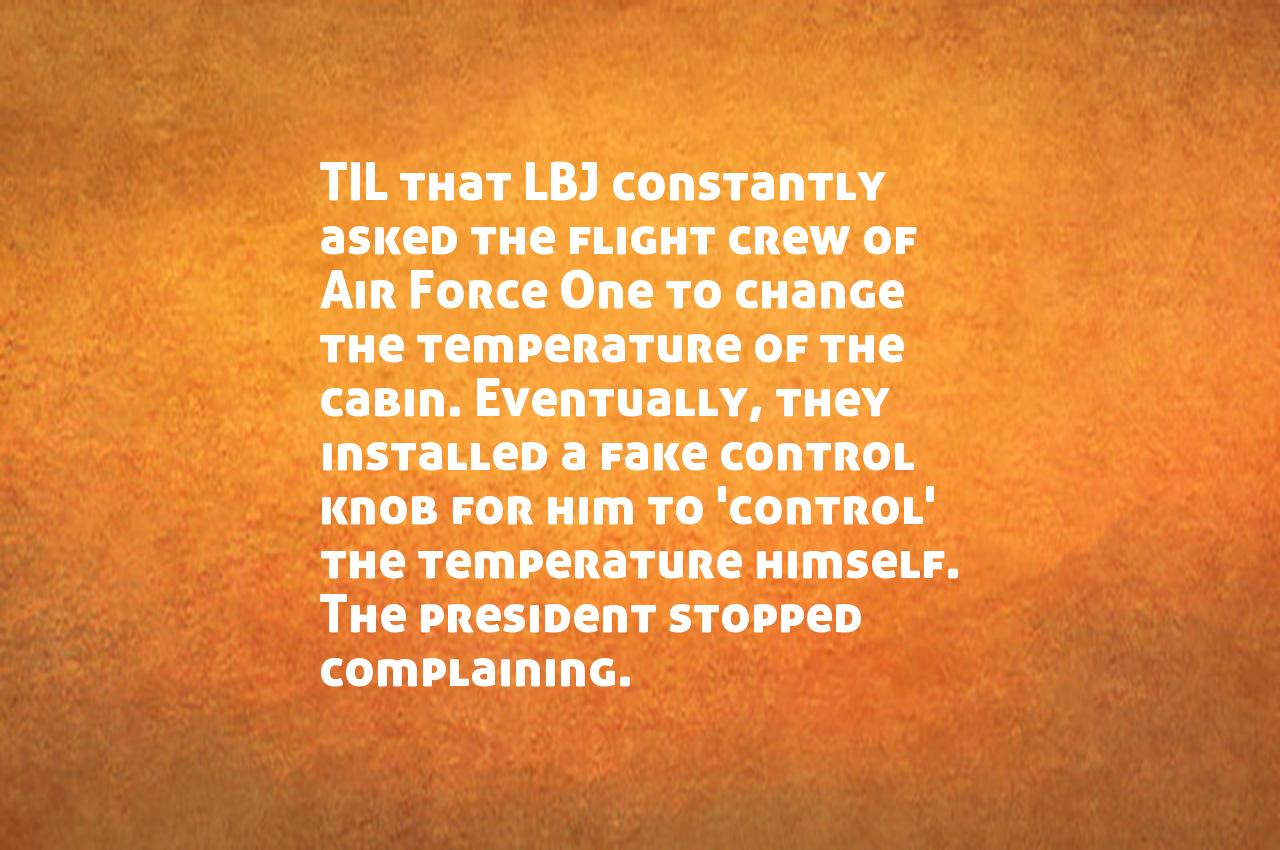 TIL that LBJ constantly
asked the flight crew of
Air Force One to change
the temperature of the
cabin. Eventually, they
installed a fake control
knob for him to 'control'
the temperature himself.
The president stopped
complaining.